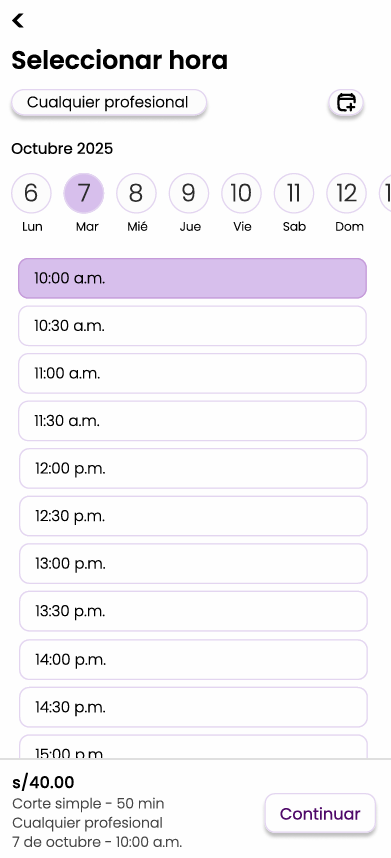 Seleccionar hora
Cualquier profesional
Octubre 2025
6 7 8 9 10 11 12
Lun Mar Mié Jue Vie Sab Dom
10:00 a.m.
10:30 a.m.
11:00 a.m.
11:30 a.m.
12:00 p.m.
12:30 p.m.
13:00 p.m.
13:30 p.m.
14:00 p.m.
14:30 p.m.
15:00 p.m.
s/40.00
Corte simple - 50 min
Cualquier profesional
7 de octubre - 10:00 a.m.
Continuar